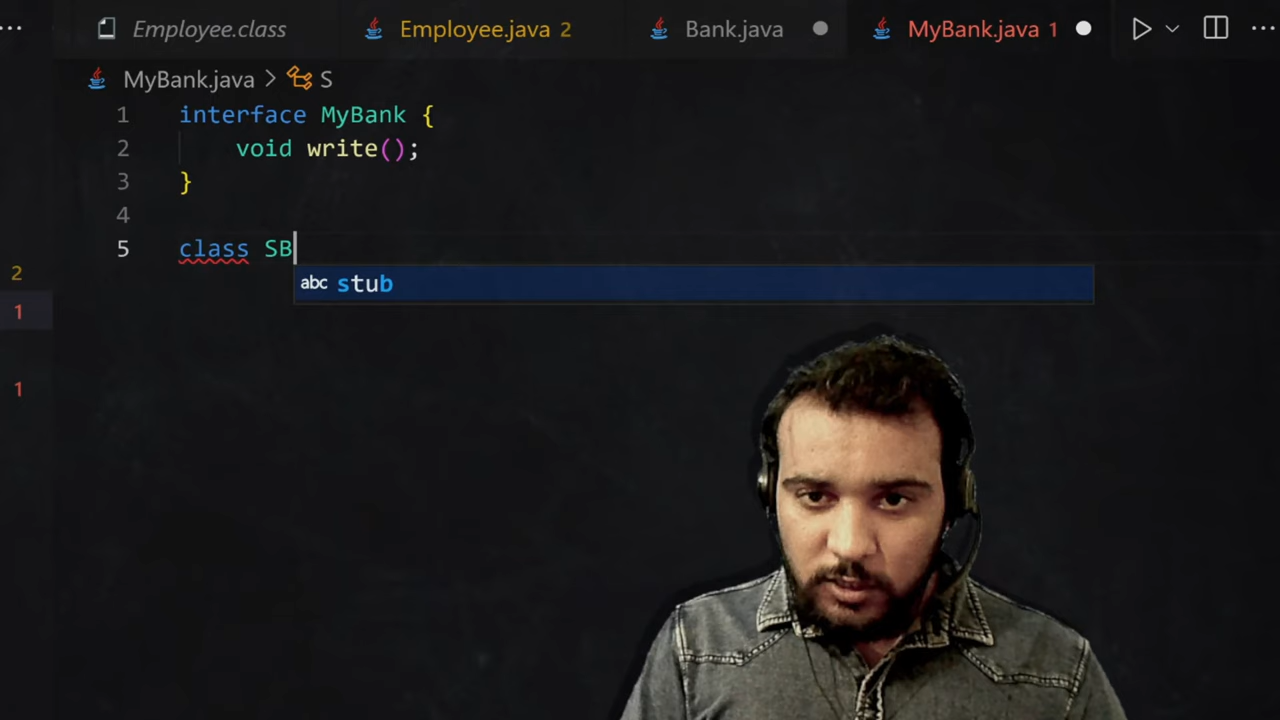 ... Employee.class Employee.java 2 Bank.java MyBank.java 1 ...
MyBank.java > S
1 interface MyBank {
2 void write();
3 }
4
5 class SB
abc stub
2
1
1